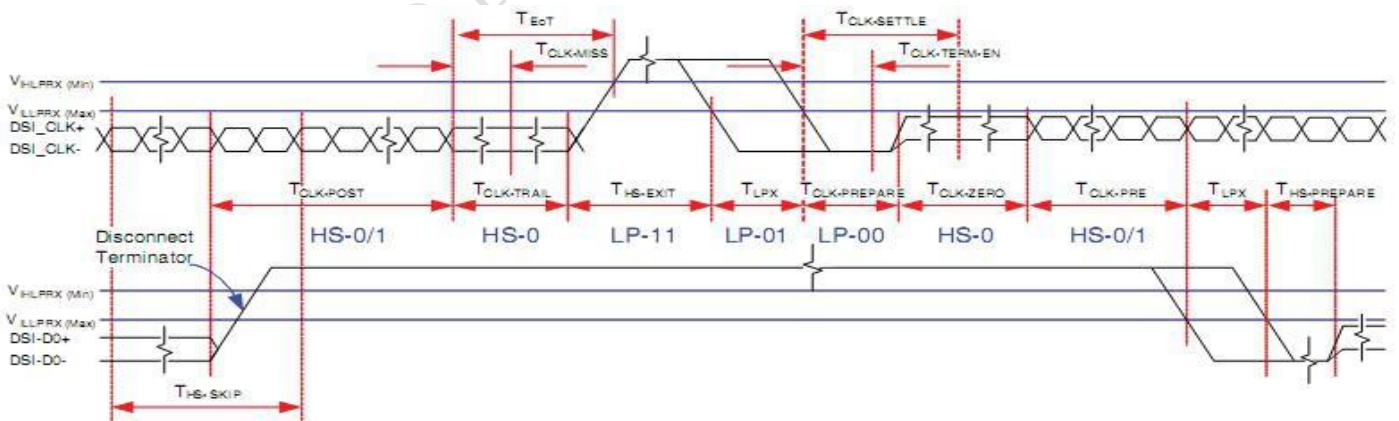 TEoT
TCLK-SETTLE
TCLK-MISS
TCLK-TERM-EN
VIHLPRX (Min)
VILLPRX (Max)
DSI_CLK+
DSI_CLK-
TCLK-POST TCLK-TRAIL THS-EXIT TLPX TCLK-PREPARE TCLK-ZERO TCLK-PRE TLPX THS-PREPARE
HS-0/1 HS-0 LP-11 LP-01 LP-00 HS-0 HS-0/1
Disconnect
Terminator
VIHLPRX (Min)
VILLPRX (Max)
DSI-D0+
DSI-D0-
THS-SKIP